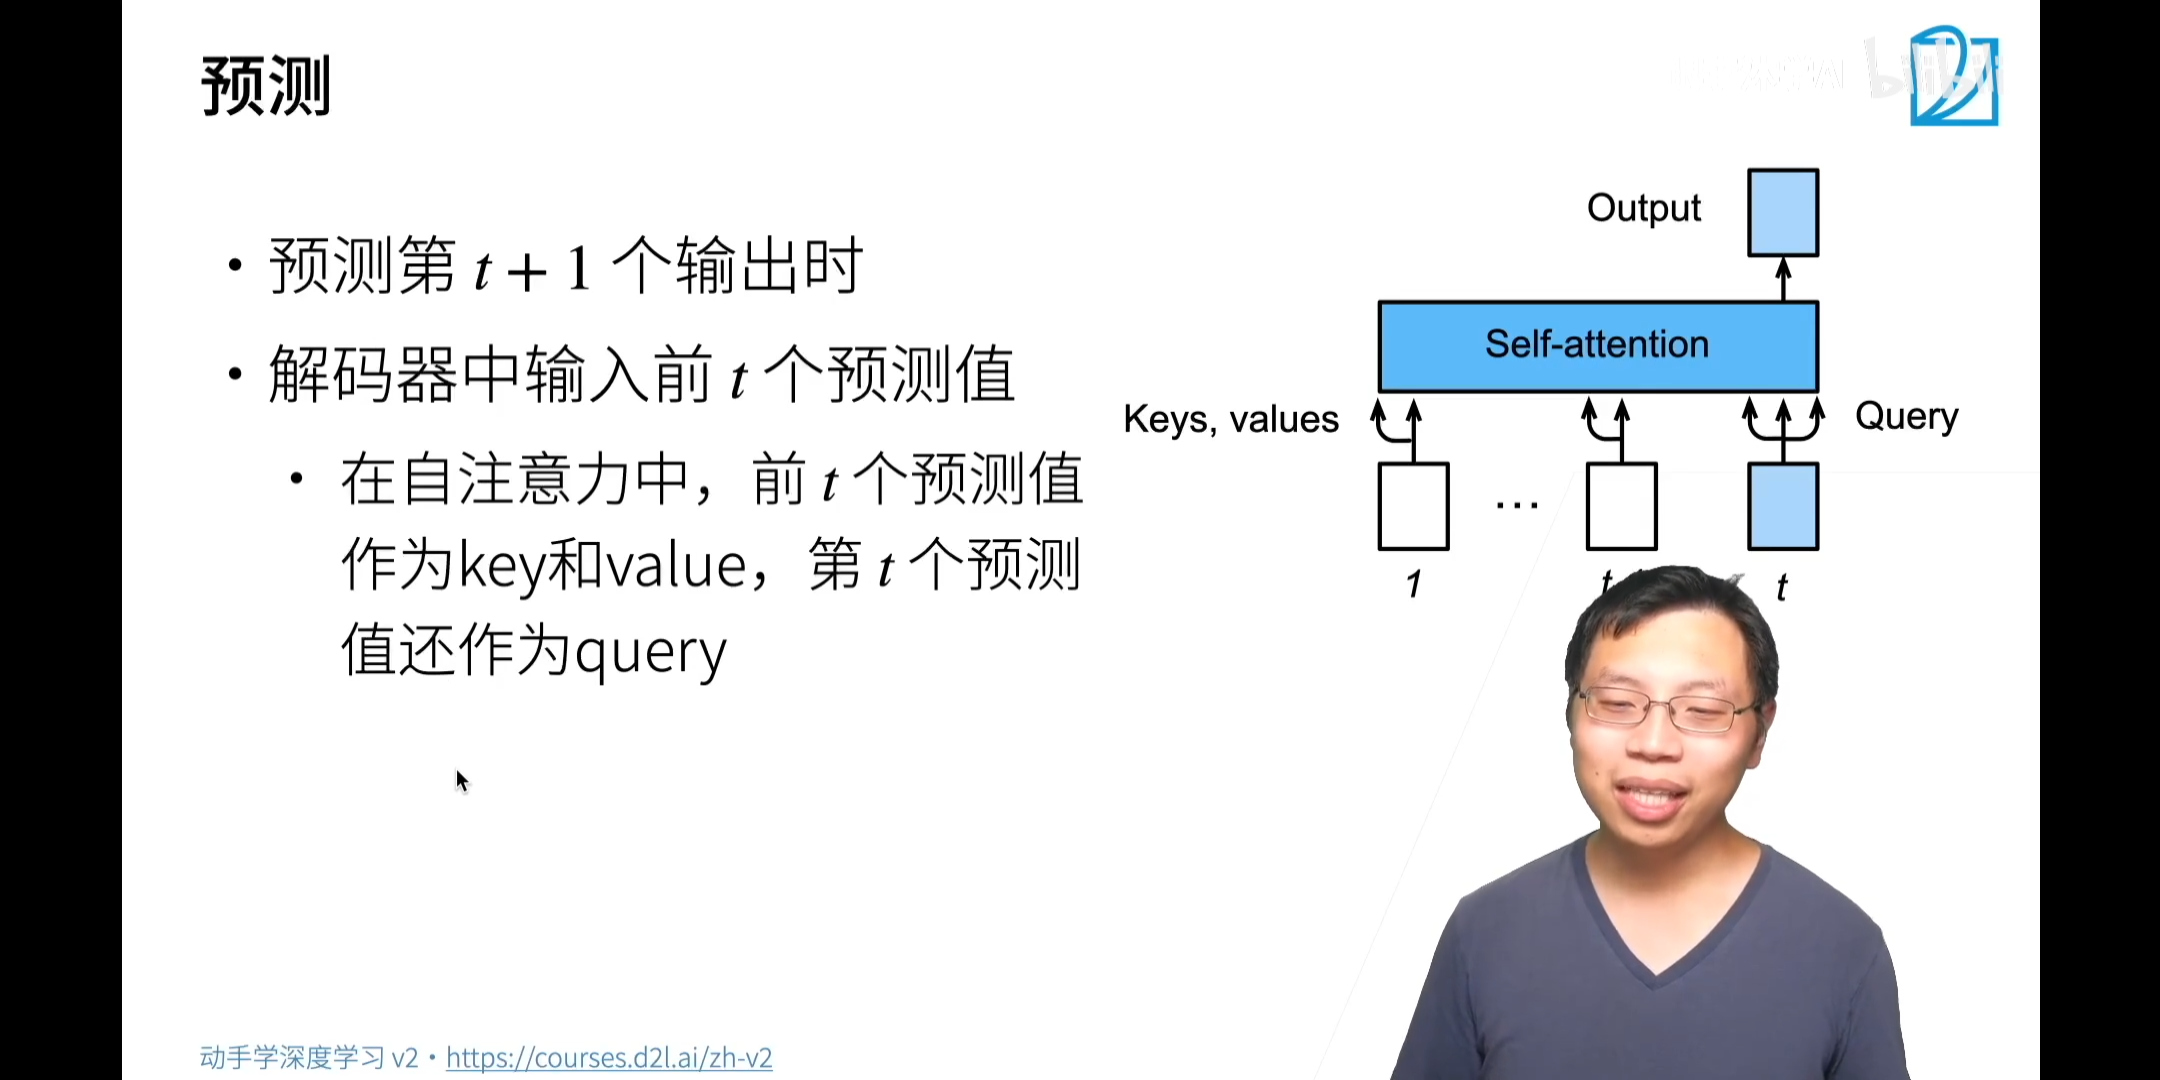 预测
• 预测第 t + 1 个输出时
• 解码器中输入前 t 个预测值
• 在自注意力中，前 t 个预测值
作为key和value，第 t 个预测
值还作为query
Output
Self-attention
Keys, values
Query
...
1
t
t
动手学深度学习 v2 • https://courses.d2l.ai/zh-v2
bilibili